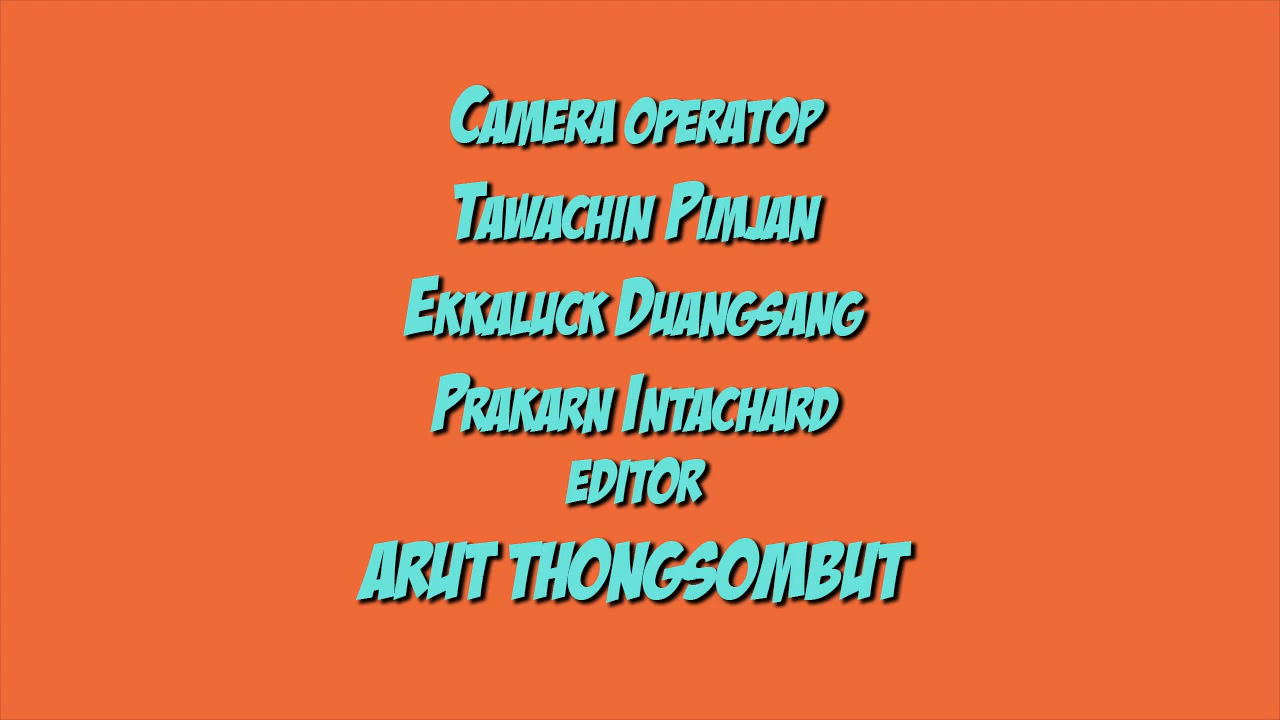 Camera operatop
Tawachin Pimjan
Ekkaluck Duangsang
Prakarn Intachard
EDITOR
ARUT THONGSOMBUT